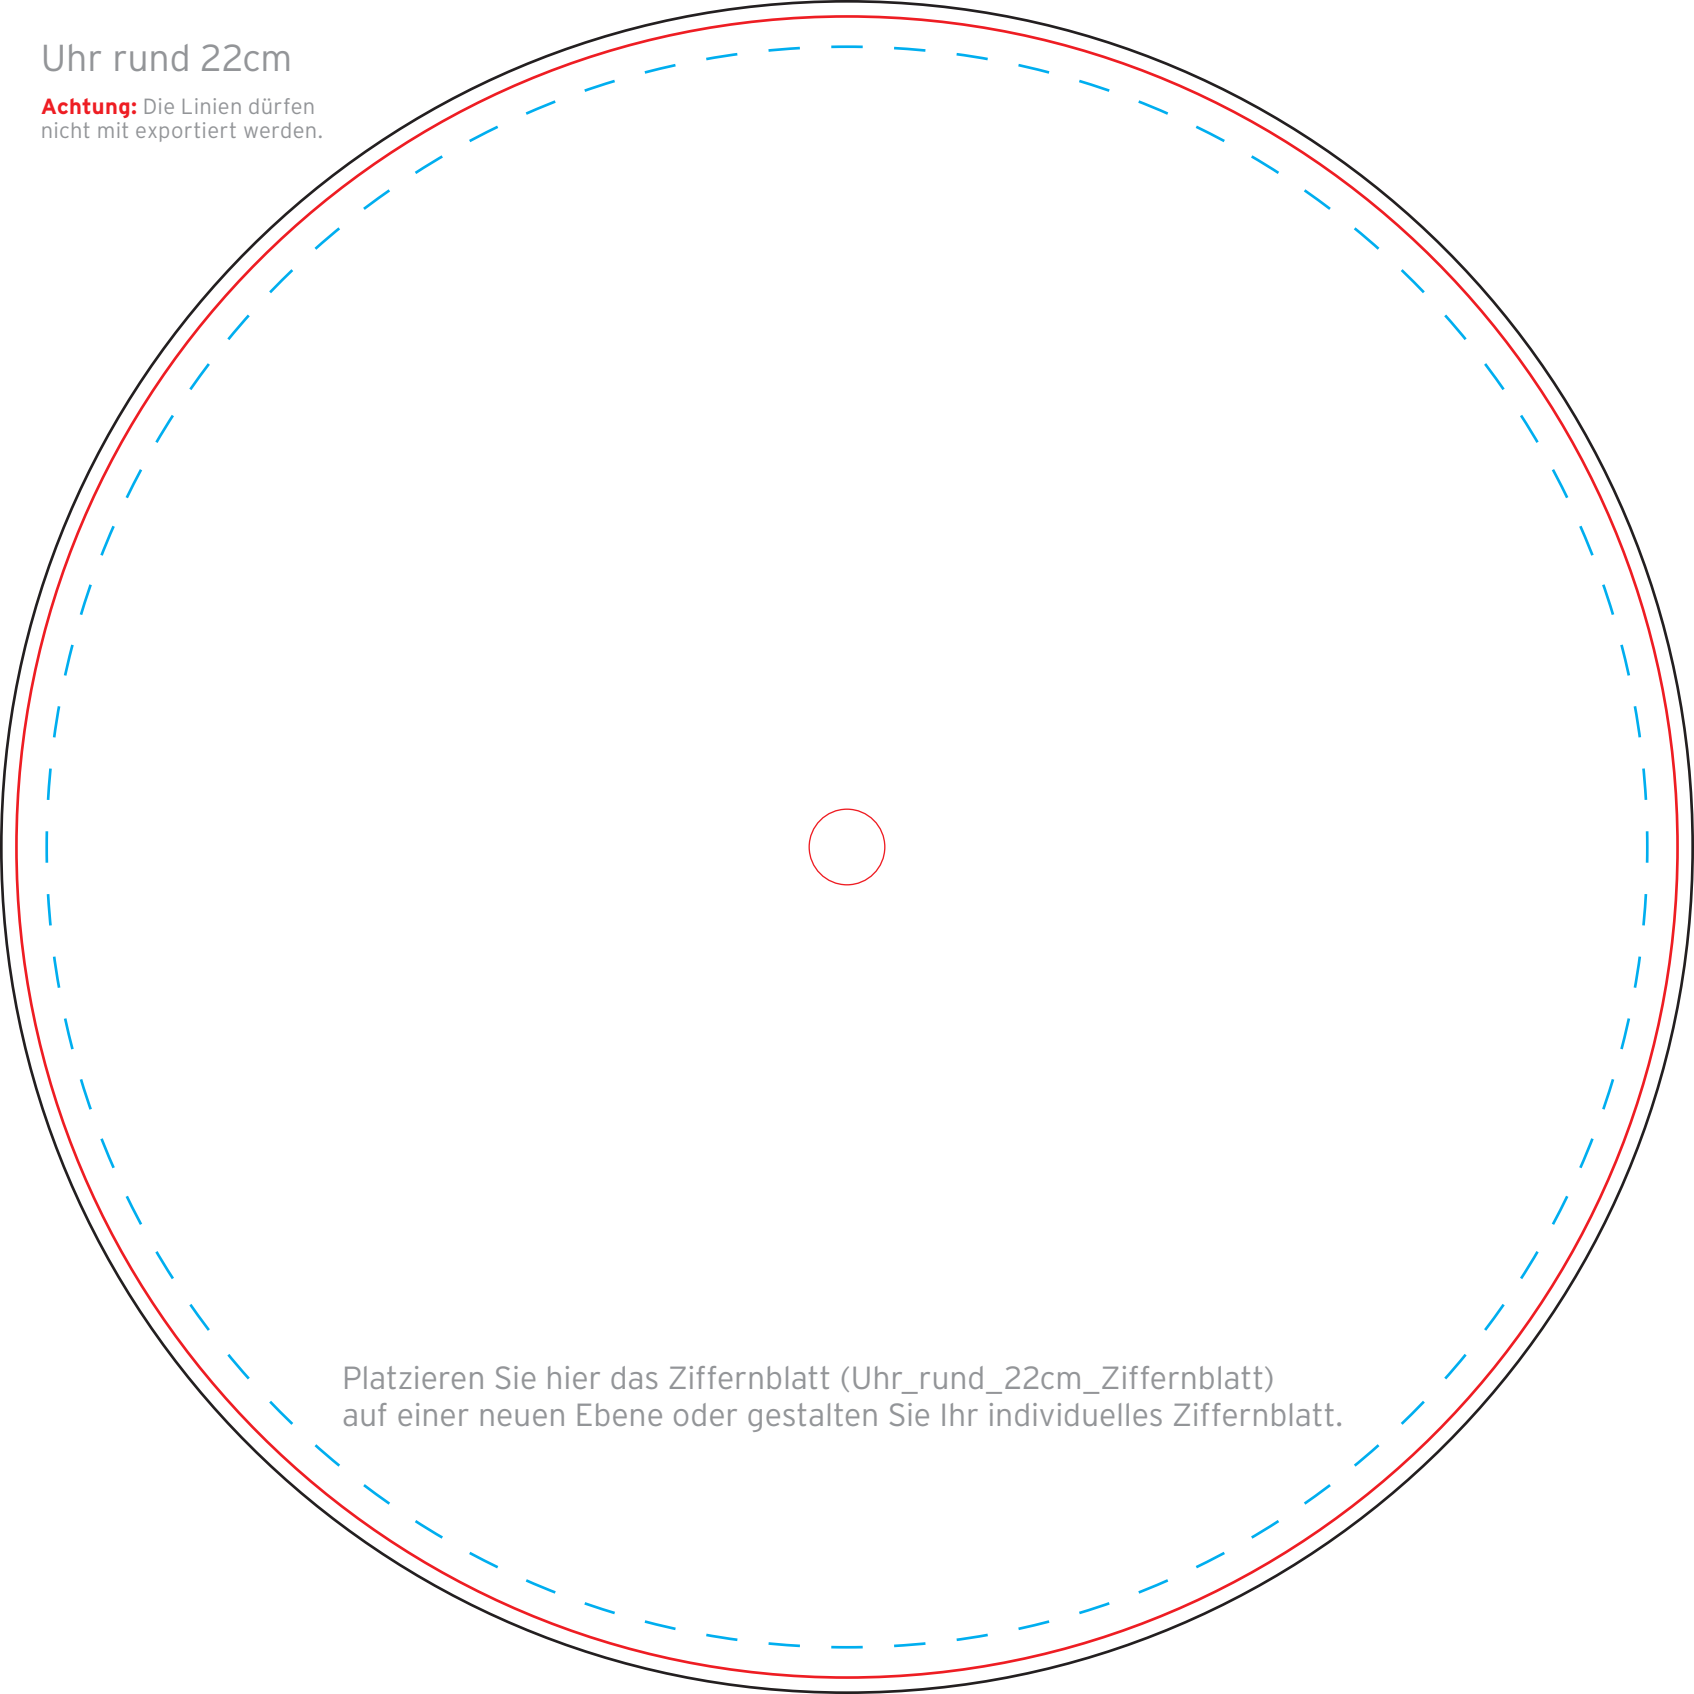 Uhr rund 22cm
Achtung: Die Linien dürfen
nicht mit exportiert werden.
Platzieren Sie hier das Ziffernblatt (Uhr_rund_22cm_Ziffernblatt)
auf einer neuen Ebene oder gestalten Sie Ihr individuelles Ziffernblatt.